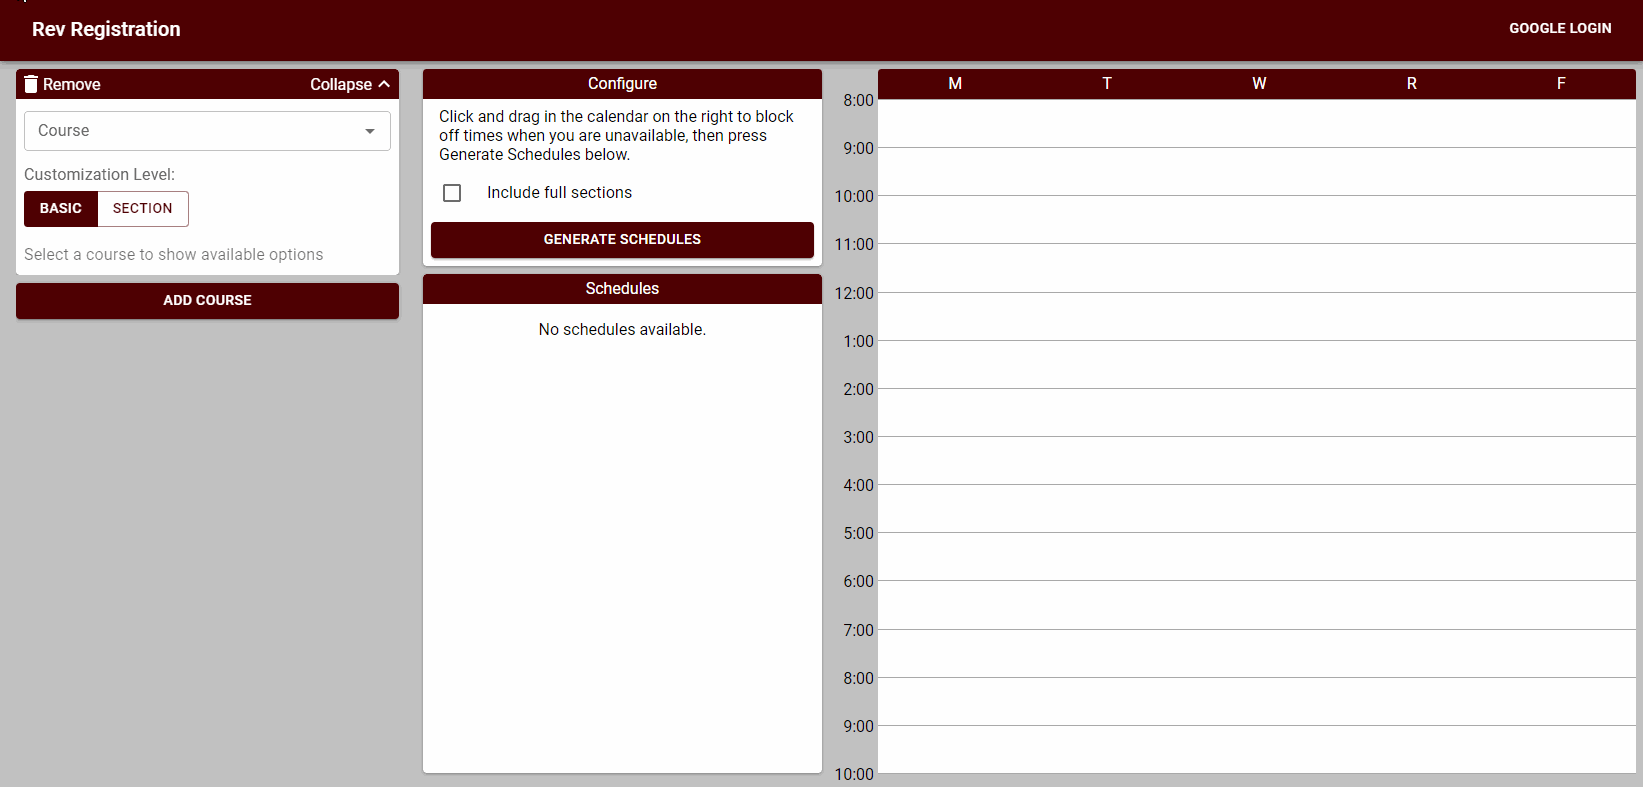 Rev Registration
GOOGLE LOGIN
Remove
Collapse
Course
Customization Level:
BASIC
SECTION
Select a course to show available options
ADD COURSE
Configure
Click and drag in the calendar on the right to block
off times when you are unavailable, then press
Generate Schedules below.
Include full sections
GENERATE SCHEDULES
Schedules
No schedules available.
M T W R F
8:00
9:00
10:00
11:00
12:00
1:00
2:00
3:00
4:00
5:00
6:00
7:00
8:00
9:00
10:00